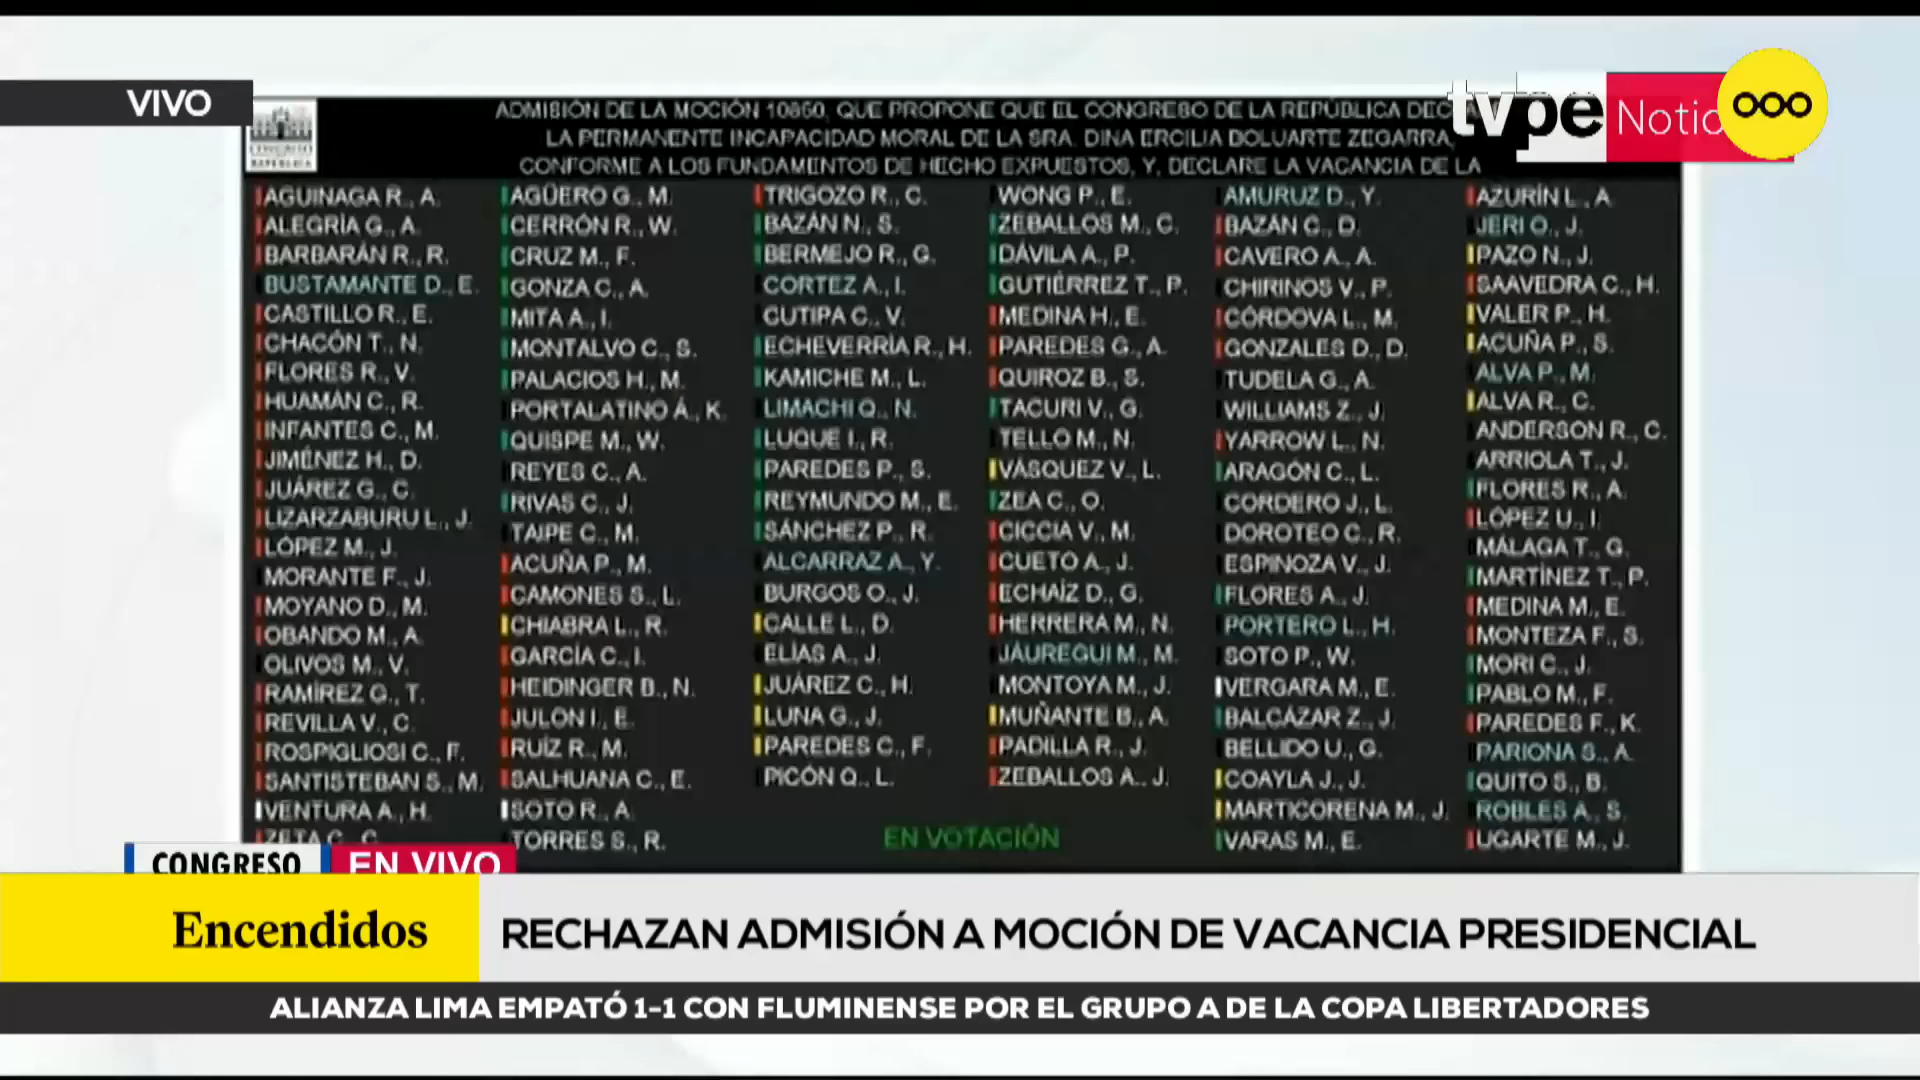 VIVO
CONGRESO
REPÚBLICA
ADMISIÓN DE LA MOCIÓN 10860, QUE PROPONE QUE EL CONGRESO DE LA REPÚBLICA
LA PERMANENTE INCAPACIDAD MORAL DE LA SRA. DINA ERCILIA BOLUARTE ZEGARRA,
CONFORME A LOS FUNDAMENTOS DE HECHO EXPUESTOS, Y, DECLARE LA VACANCIA DE LA
tvpe Notic
AGUINAGA R., A.
ALEGRÍA G., A.
BARBARÁN R., R.
BUSTAMANTE D., E.
CASTILLO R., E.
CHACÓN T., N.
FLORES R., V.
HUAMÁN C., R.
INFANTES C., M.
JIMÉNEZ H., D.
JUÁREZ G., C.
LIZARZABURU L., J.
LÓPEZ M., J.
MORANTE F., J.
MOYANO D., M.
OBANDO M., A.
OLIVOS M., V.
RAMÍREZ G., T.
REVILLA V., C.
ROSPIGLIOSI C., F.
SANTISTEBAN S., M.
VENTURA A., H.
ZETA C., C.
AGÜERO G., M.
CERRÓN R., W.
CRUZ M., F.
GONZA C., A.
MITA A., I.
MONTALVO C., S.
PALACIOS H., M.
PORTALATINO Á., K.
QUISPE M., W.
REYES C., A.
RIVAS C., J.
TAIPE C., M.
ACUÑA P., M.
CAMONES S., L.
CHIABRA L., R.
GARCÍA C., I.
HEIDINGER B., N.
JULON I., E.
RUÍZ R., M.
SALHUANA C., E.
SOTO R., A.
TORRES S., R.
TRIGOZO R., C.
BAZÁN N., S.
BERMEJO R., G.
CORTEZ A., I.
CUTIPA C., V.
ECHEVERRÍA R., H.
KAMICHE M., L.
LIMACHI Q., N.
LUQUE I., R.
PAREDES P., S.
REYMUNDO M., E.
SÁNCHEZ P., R.
ALCARRAZ A., Y.
BURGOS O., J.
CALLE L., D.
ELÍAS A., J.
JUÁREZ C., H.
LUNA G., J.
PAREDES C., F.
PICÓN Q., L.
WONG P., E.
ZEBALLOS M., C.
DÁVILA A., P.
GUTIÉRREZ T., P.
MEDINA H., E.
PAREDES G., A.
QUIROZ B., S.
TACURI V., G.
TELLO M., N.
VÁSQUEZ V., L.
ZEA C., O.
CICCIA V., M.
CUETO A., J.
ECHAÍZ D., G.
HERRERA M., N.
JÁUREGUI M., M.
MONTOYA M., J.
MUÑANTE B., A.
PADILLA R., J.
ZEBALLOS A., J.
AMURUZ D., Y.
BAZÁN C., D.
CAVERO A., A.
CHIRINOS V., P.
CÓRDOVA L., M.
GONZALES D., D.
TUDELA G., A.
WILLIAMS Z., J.
YARROW L., N.
ARAGÓN C., L.
CORDERO J., L.
DOROTEO C., R.
ESPINOZA V., J.
FLORES A., J.
PORTERO L., H.
SOTO P., W.
VERGARA M., E.
BALCÁZAR Z., J.
BELLIDO U., G.
COAYLA J., J.
MARTICORENA M., J.
VARAS M., E.
AZURÍN L., A.
JERI O., J.
PAZO N., J.
SAAVEDRA C., H.
VALER P., H.
ACUÑA P., S.
ALVA P., M.
ALVA R., C.
ANDERSON R., C.
ARRIOLA T., J.
FLORES R., A.
LÓPEZ U., I.
MÁLAGA T., G.
MARTÍNEZ T., P.
MEDINA M., E.
MONTEZA F., S.
MORI C., J.
PABLO M., F.
PAREDES F., K.
PARIONA S., A.
QUITO S., B.
ROBLES A., S.
UGARTE M., J.
EN VOTACIÓN
CONGRESO EN VIVO
Encendidos
RECHAZAN ADMISIÓN A MOCIÓN DE VACANCIA PRESIDENCIAL
ALIANZA LIMA EMPATÓ 1-1 CON FLUMINENSE POR EL GRUPO A DE LA COPA LIBERTADORES